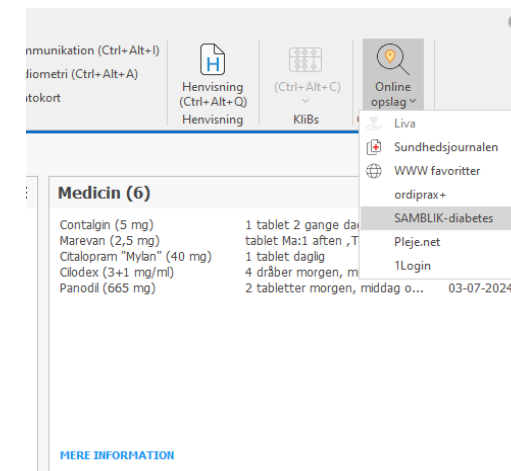 mmunikation (Ctrl+Alt+I)
diometri (Ctrl+Alt+A)
ntokort
H
Henvisning
(Ctrl+Alt+Q)
Henvisning
(Ctrl+Alt+C)
KliBs
Online
opslag
Liva
Sundhedsjournalen
WWW favoritter
ordiprax+
SAMBLIK-diabetes
Pleje.net
1Login
Medicin (6)
Contalgin (5 mg) 1 tablet 2 gange da
Marevan (2,5 mg) tablet Ma:1 aften ,T
Citalopram "Mylan" (40 mg) 1 tablet daglig
Cilodex (3+1 mg/ml) 4 dråber morgen, m
Panodil (665 mg) 2 tabletter morgen, middag o... 03-07-2024
MERE INFORMATION